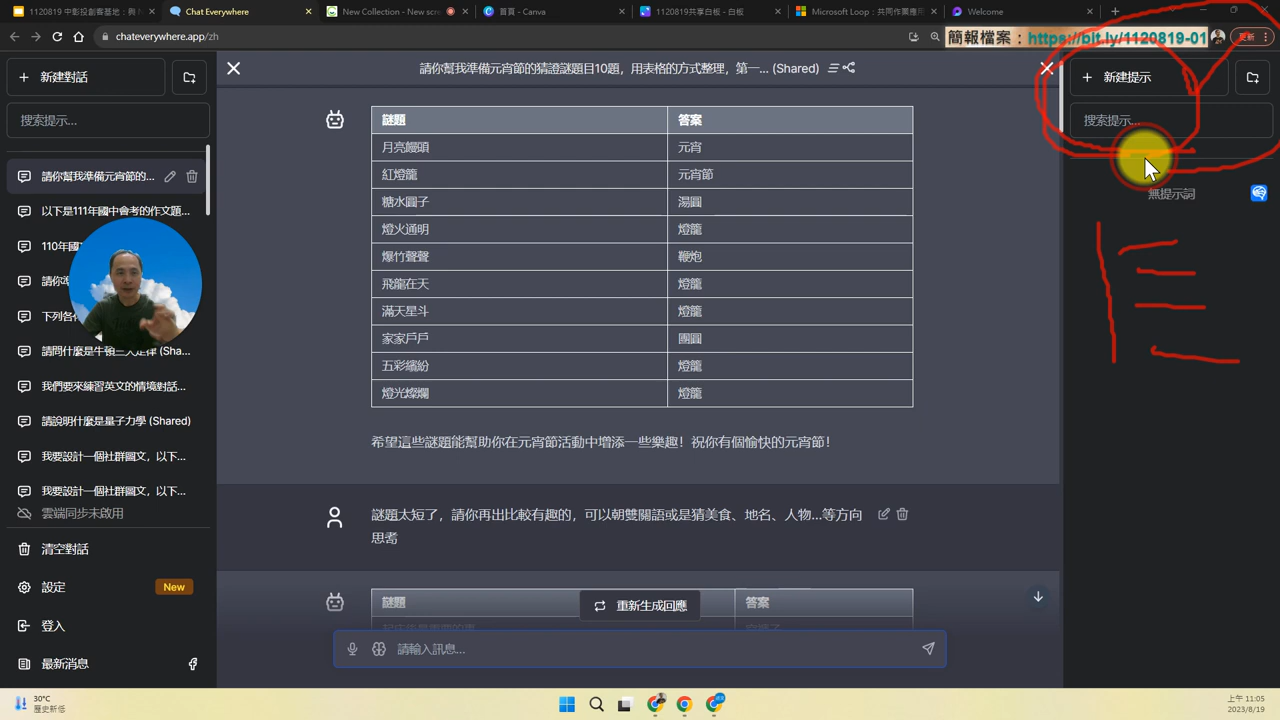 1120819 中彰投創客基地：與
Chat Everywhere
New Collection - New scree
首頁 - Canva
1120819共享白板 - 白板
Microsoft Loop：共同作業應用
Welcome
chateverywhere.app/zh
簡報檔案：https://bit.ly/1120819-01
更新
新建對話
搜索對話...
請你幫我準備元宵節的...
以下是111年國中會考的作文題...
110年國
請你準
下列各
請問什麼是牛頓三大定律 (Sha...
我們要來練習英文的情境對話...
請說明什麼是量子力學 (Shared)
我要設計一個社群圖文，以下...
我要設計一個社群圖文，以下...
雲端同步未啟用
清空對話
設定
New
登入
最新消息
請你幫我準備元宵節的猜謎謎題目10題，用表格的方式整理，第一... (Shared)
謎題 答案
月亮饅頭 元宵
紅燈籠 元宵節
糖水圓子 湯圓
燈火通明 燈籠
爆竹聲聲 鞭炮
飛龍在天 燈籠
滿天星斗 燈籠
家家戶戶 團圓
五彩繽紛 燈籠
燈光燦爛 燈籠
希望這些謎題能幫助你在元宵節活動中增添一些樂趣！祝你有個愉快的元宵節！
謎題太短了，請你再出比較有趣的，可以朝雙關語或是猜美食、地名、人物...等方向
思考
謎題 答案
重新生成回應
請輸入訊息...
新建提示
搜索提示...
無提示詞
30°C
歷史新低
上午 11:05
2023/8/19